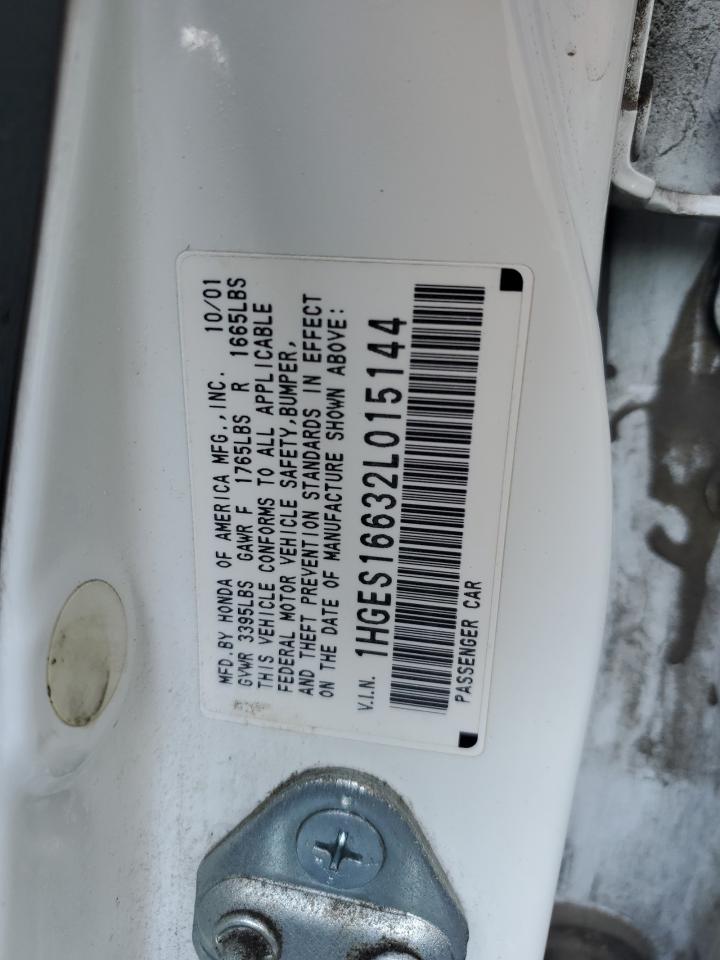 MFD.BY HONDA OF AMERICA MFG.,INC. 10/01
GVWR 3395LBS GAWR F 1765LBS R 1665LBS
THIS VEHICLE CONFORMS TO ALL APPLICABLE
FEDERAL MOTOR VEHICLE SAFETY,BUMPER,
AND THEFT PREVENTION STANDARDS IN EFFECT
ON THE DATE OF MANUFACTURE SHOWN ABOVE:
V.I.N. 1HGES16632L015144
PASSENGER CAR